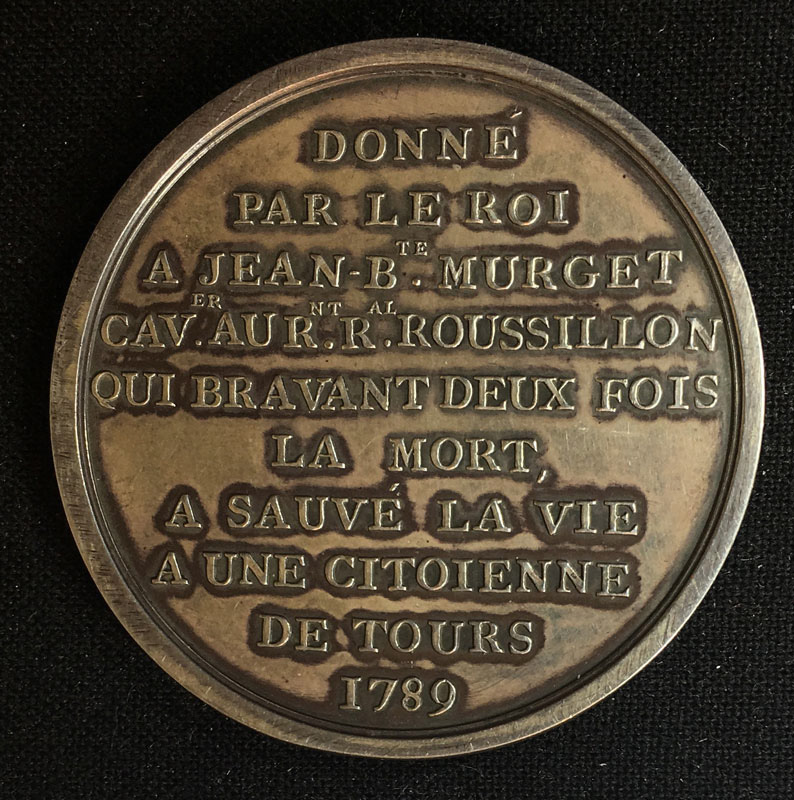 DONNÉ
PAR LE ROI
A JEAN-B.TE MURGET
CAV.ER AU R.NT R.AL ROUSSILLON
QUI BRAVANT DEUX FOIS
LA MORT,
A SAUVÉ LA VIE
A UNE CITOIENNE
DE TOURS
1789